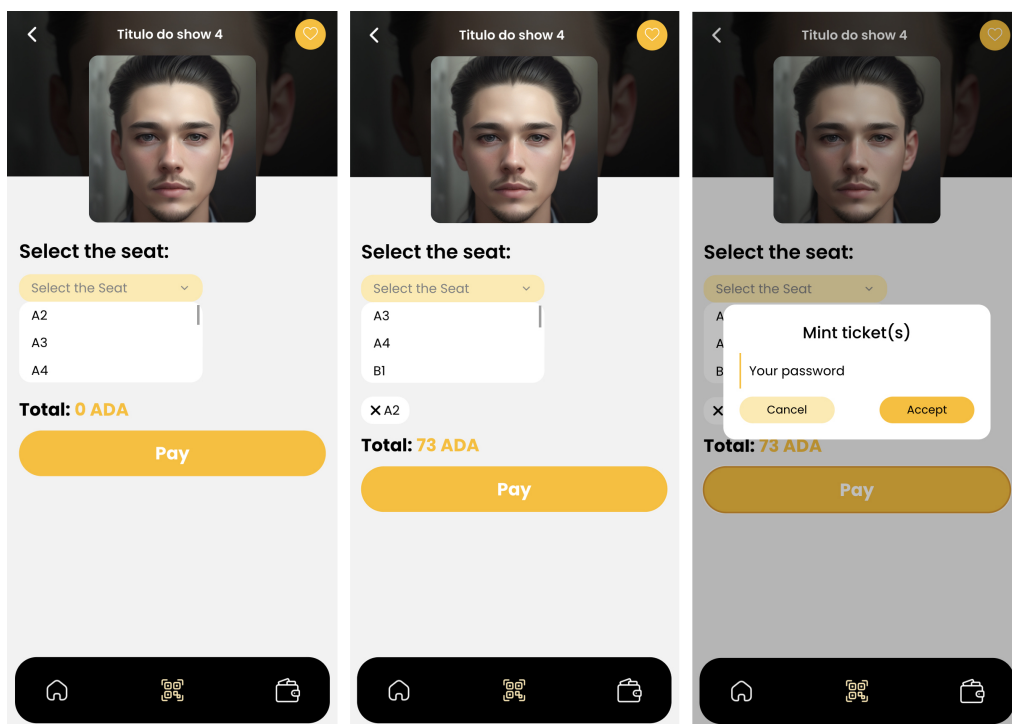 Titulo do show 4
Select the seat:
Select the Seat
A2
A3
A4
Total: 0 ADA
Pay
Titulo do show 4
Select the seat:
Select the Seat
A3
A4
B1
A2
Total: 73 ADA
Pay
Titulo do show 4
Select the seat:
Select the Seat
A
A
B
Mint ticket(s)
Your password
Cancel
Accept
Total: 73 ADA
Pay